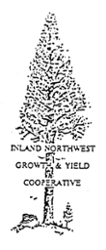 INLAND NORTHWEST
GROWTH & YIELD
COOPERATIVE